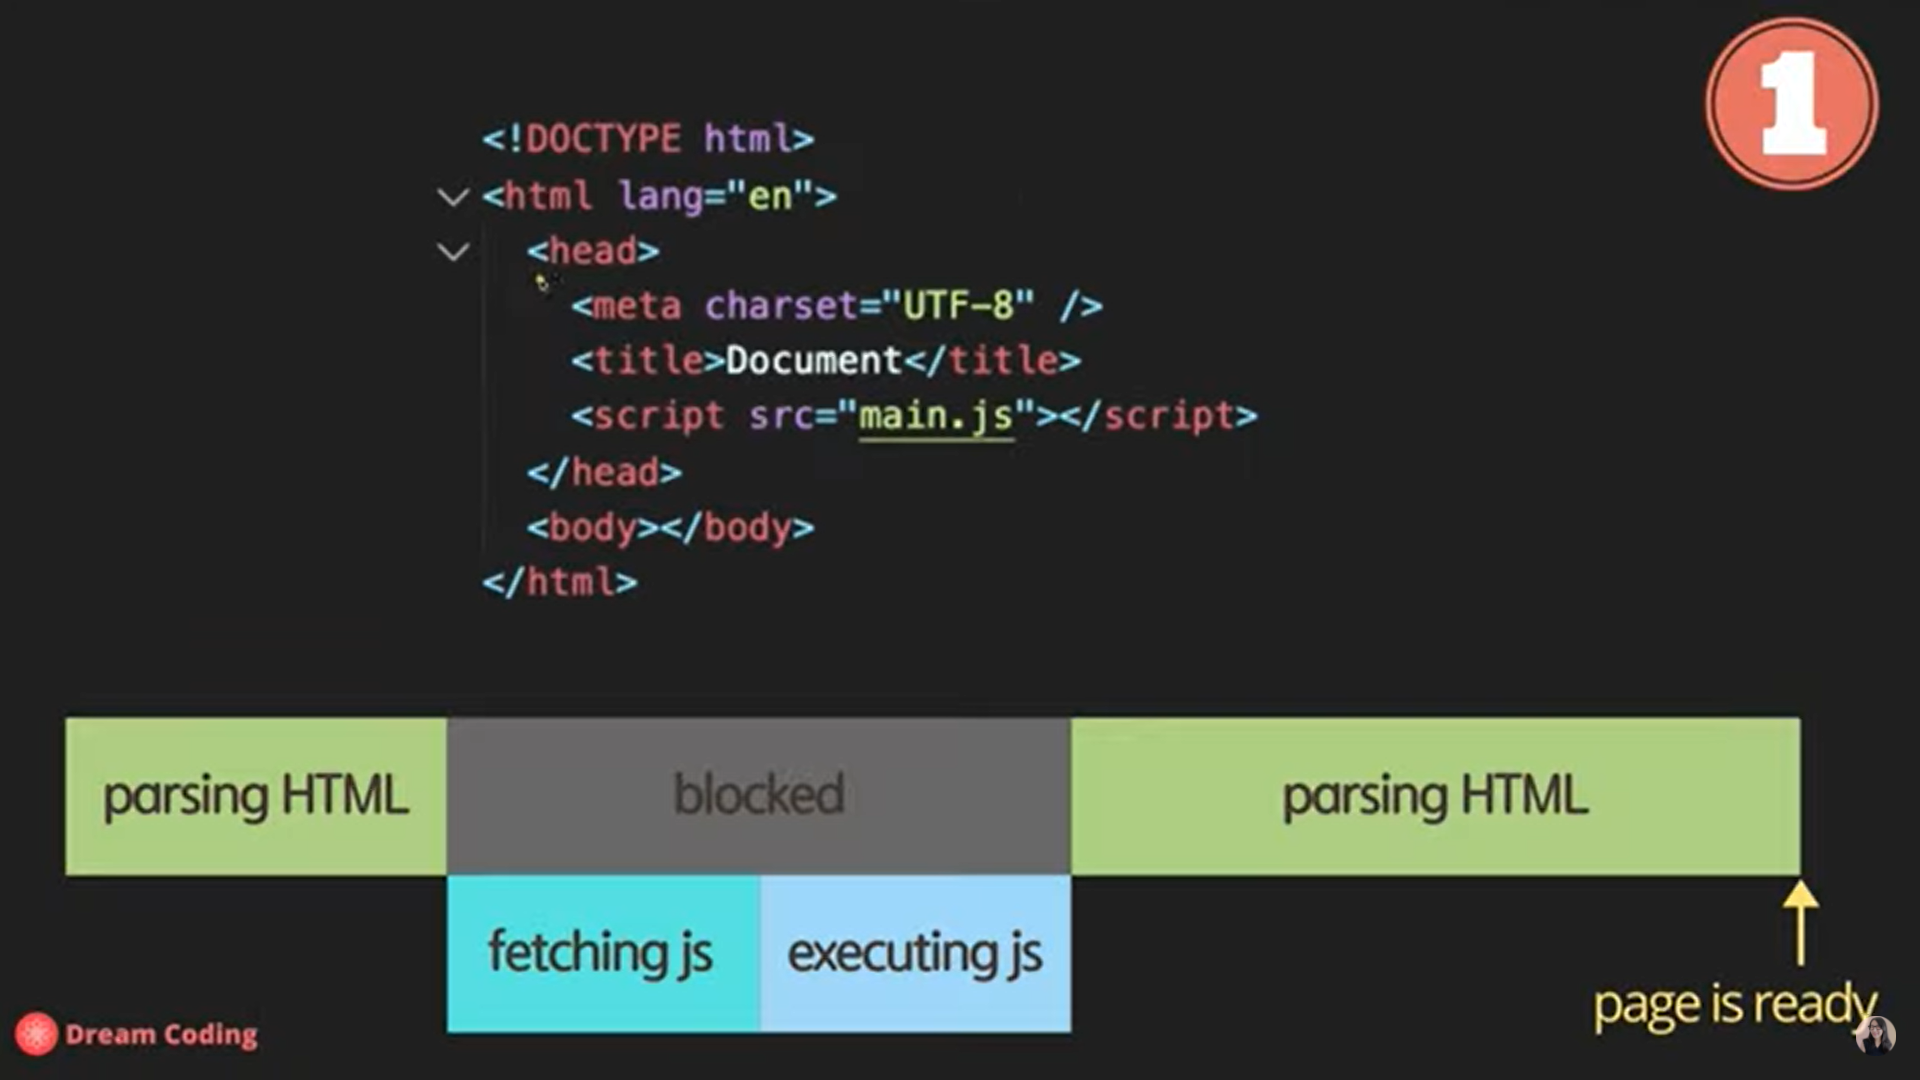 1
<!DOCTYPE html>
<html lang="en">
<head>
<meta charset="UTF-8" />
<title>Document</title>
<script src="main.js"></script>
</head>
<body></body>
</html>
parsing HTML
blocked
parsing HTML
fetching js
executing js
page is ready
Dream Coding